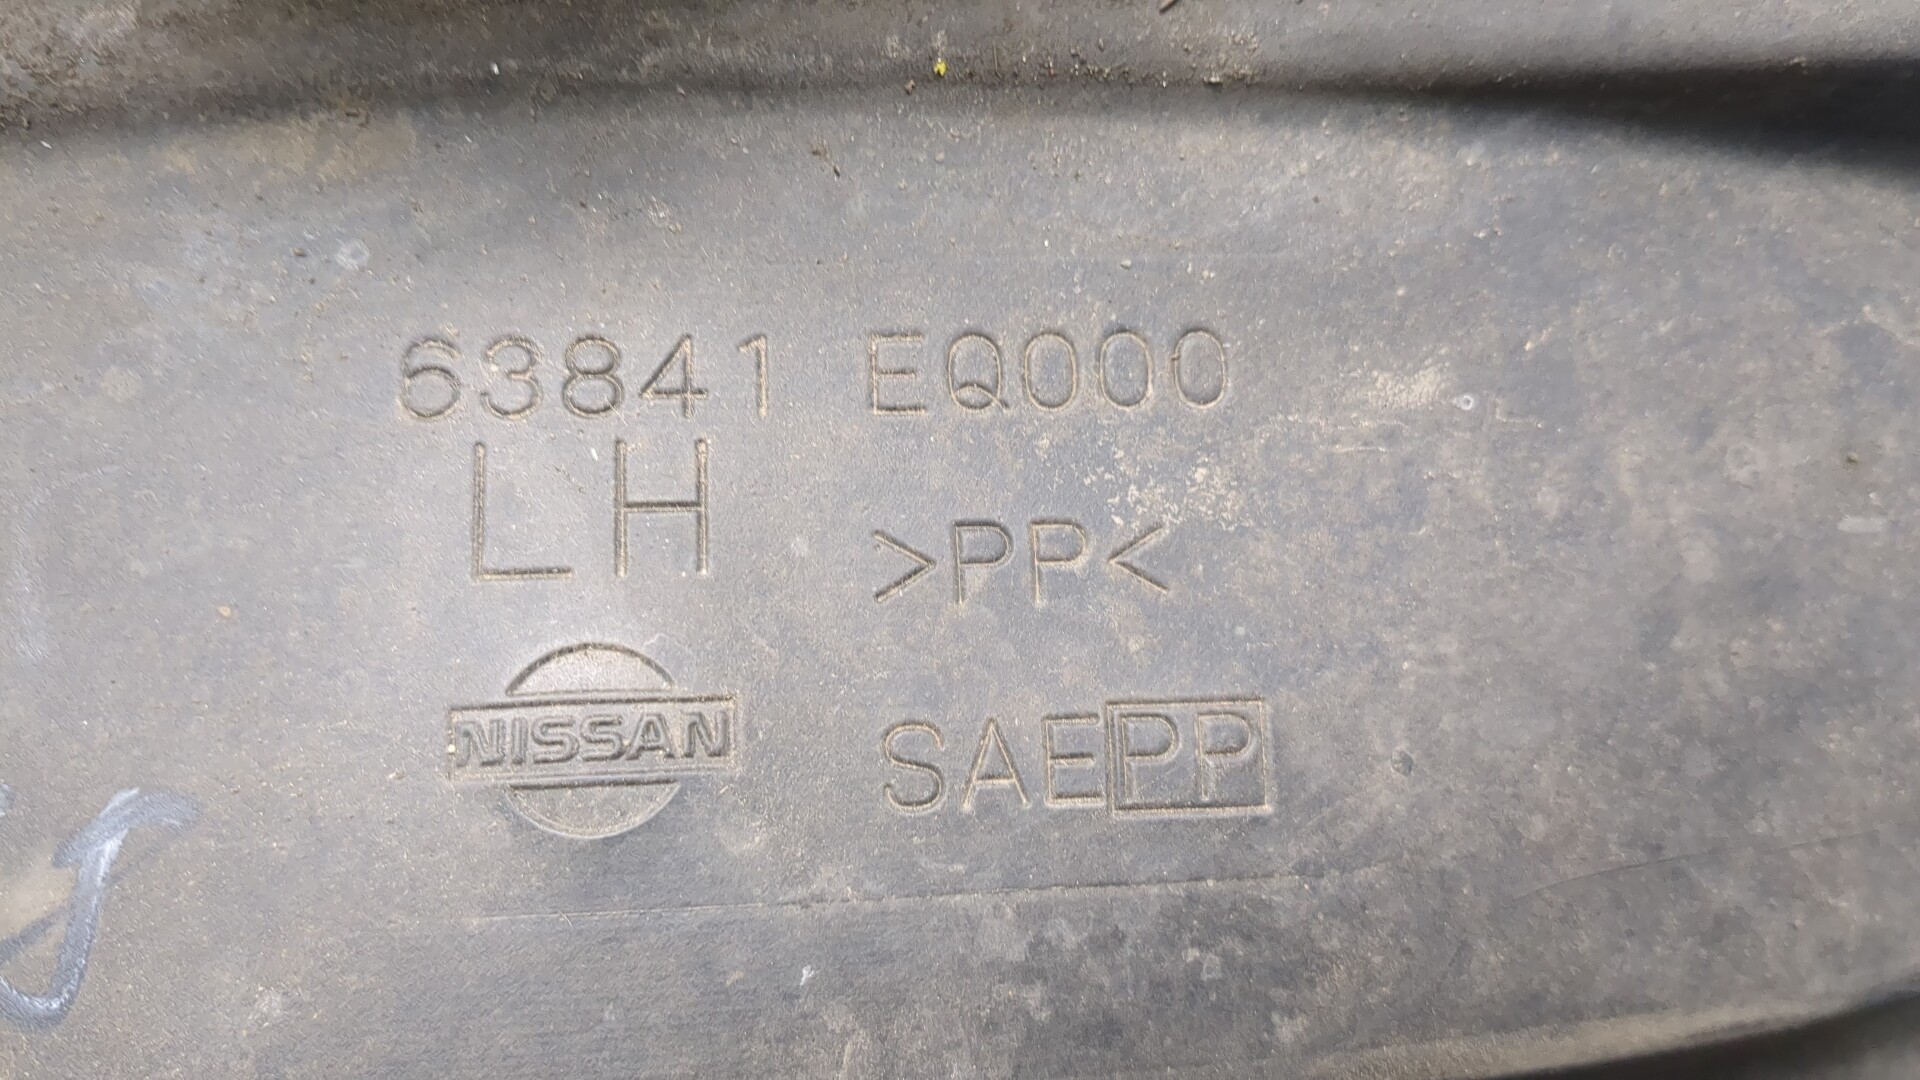 63841 EQ000
LH
>PP<
NISSAN
SAEPP